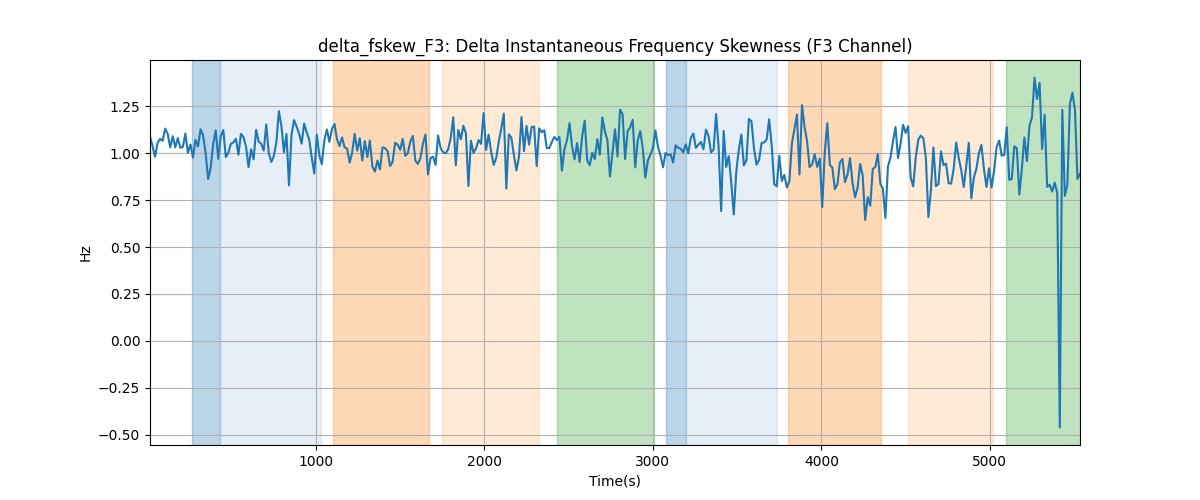 delta_fskew_F3: Delta Instantaneous Frequency Skewness (F3 Channel)
Hz
1.25
1.00
0.75
0.50
0.25
0.00
−0.25
−0.50
1000 2000 3000 4000 5000
Time(s)